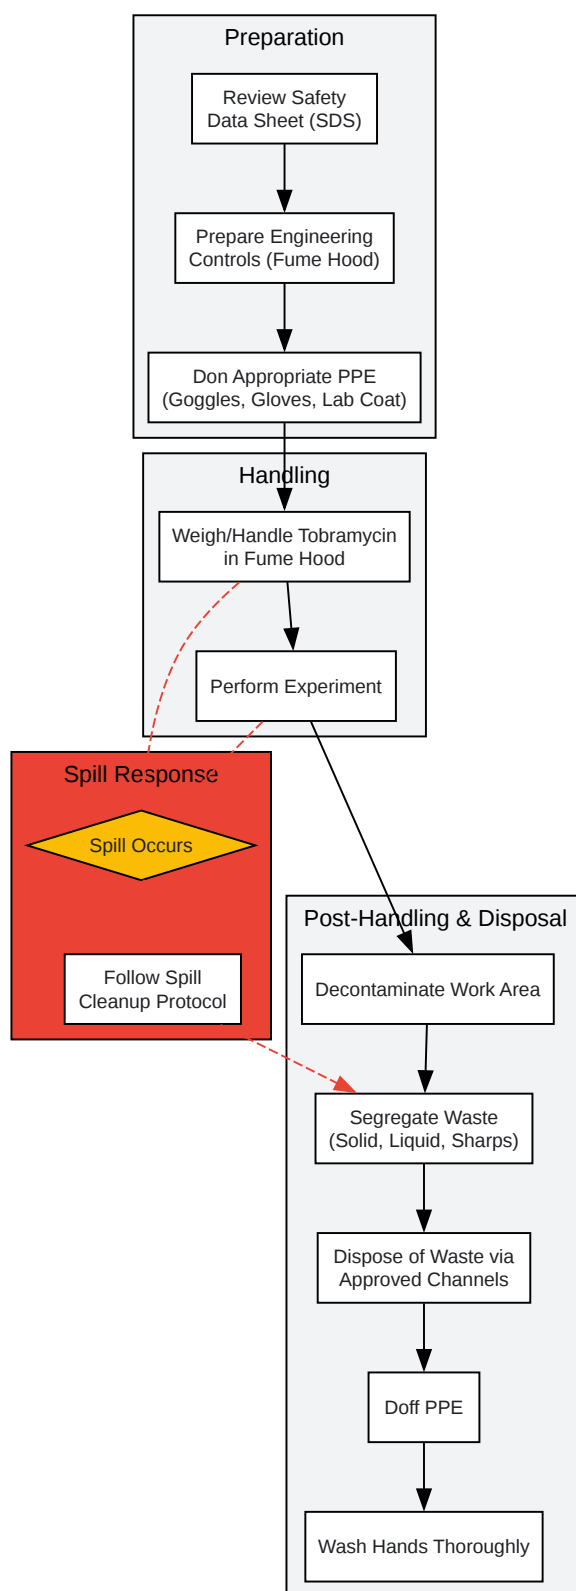 Preparation
Review Safety
Data Sheet (SDS)
Prepare Engineering
Controls (Fume Hood)
Don Appropriate PPE
(Goggles, Gloves, Lab Coat)
Handling
Weigh/Handle Tobramycin
in Fume Hood
Perform Experiment
Spill Response
Spill Occurs
Follow Spill
Cleanup Protocol
Post-Handling & Disposal
Decontaminate Work Area
Segregate Waste
(Solid, Liquid, Sharps)
Dispose of Waste via
Approved Channels
Doff PPE
Wash Hands Thoroughly